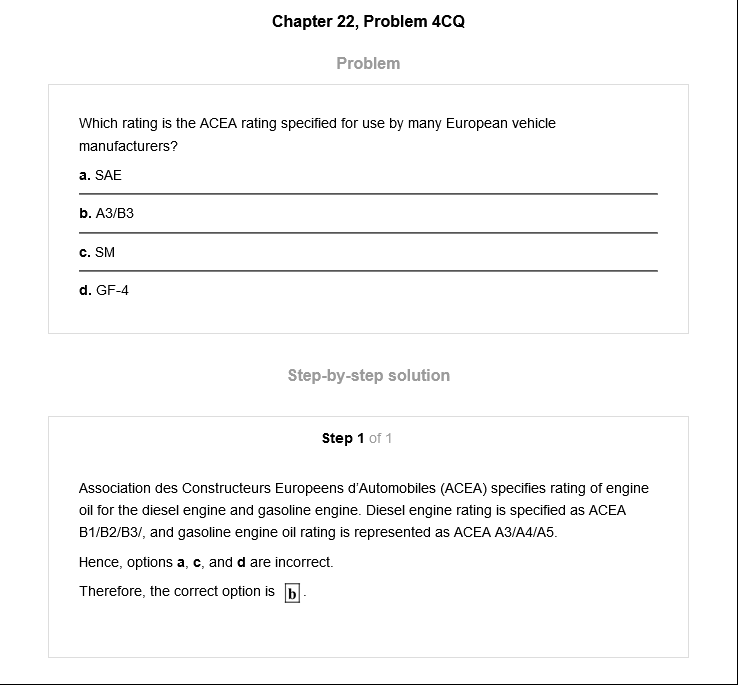 Chapter 22, Problem 4CQ
Problem
Which rating is the ACEA rating specified for use by many European vehicle
manufacturers?
a. SAE
b. A3/B3
c. SM
d. GF-4
Step-by-step solution
Step 1 of 1
Association des Constructeurs Europeens d'Automobiles (ACEA) specifies rating of engine
oil for the diesel engine and gasoline engine. Diesel engine rating is specified as ACEA
B1/B2/B3/, and gasoline engine oil rating is represented as ACEA A3/A4/A5.
Hence, options a, c, and d are incorrect.
Therefore, the correct option is b.